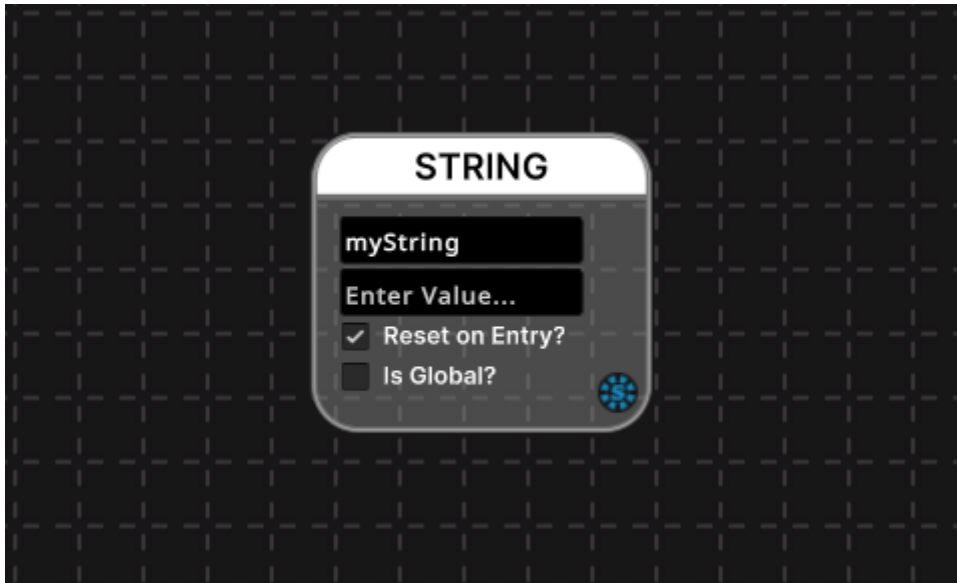 STRING
myString
Enter Value...
Reset on Entry?
Is Global?
S